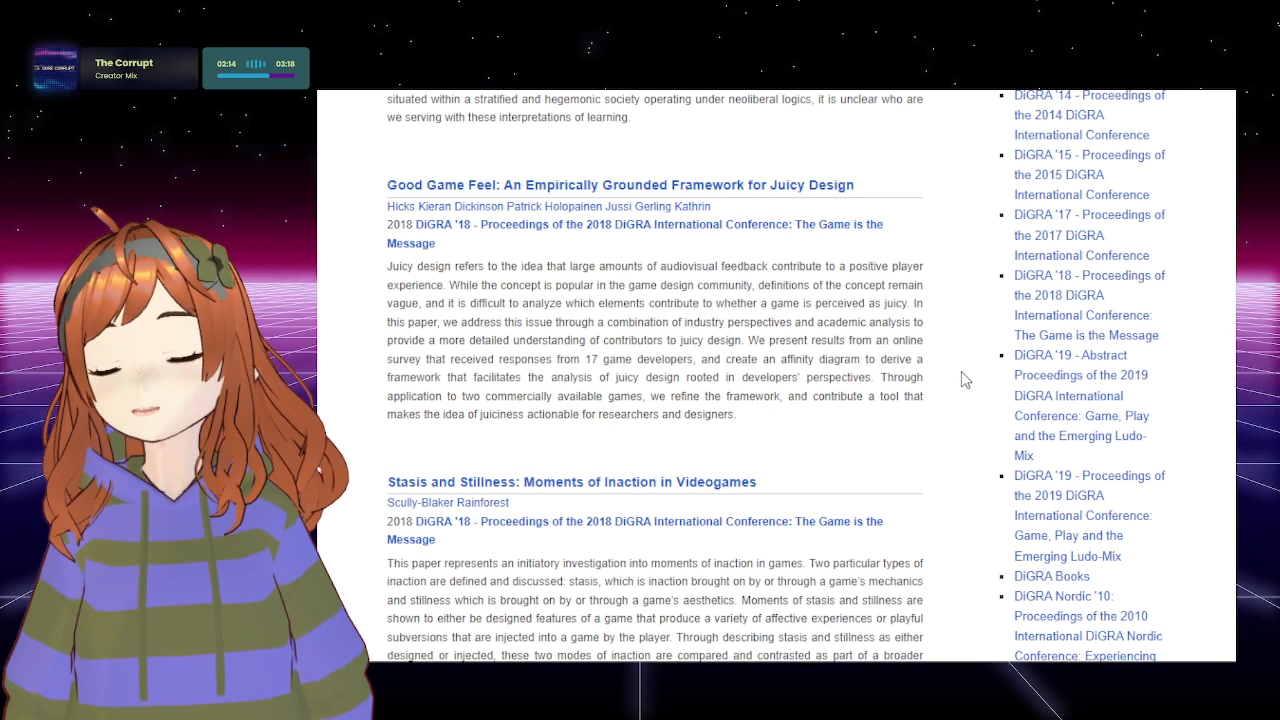 CORE CORRUPT
The Corrupt
Creator Mix
02:14
03:18
situated within a stratified and hegemonic society operating under neoliberal logics, it is unclear who are
we serving with these interpretations of learning.
Good Game Feel: An Empirically Grounded Framework for Juicy Design
Hicks Kieran Dickinson Patrick Holopainen Jussi Gerling Kathrin
2018 DiGRA '18 - Proceedings of the 2018 DiGRA International Conference: The Game is the
Message
Juicy design refers to the idea that large amounts of audiovisual feedback contribute to a positive player
experience. While the concept is popular in the game design community, definitions of the concept remain
vague, and it is difficult to analyze which elements contribute to whether a game is perceived as juicy. In
this paper, we address this issue through a combination of industry perspectives and academic analysis to
provide a more detailed understanding of contributors to juicy design. We present results from an online
survey that received responses from 17 game developers, and create an affinity diagram to derive a
framework that facilitates the analysis of juicy design rooted in developers' perspectives. Through
application to two commercially available games, we refine the framework, and contribute a tool that
makes the idea of juiciness actionable for researchers and designers.
Stasis and Stillness: Moments of Inaction in Videogames
Scully-Blaker Rainforest
2018 DiGRA '18 - Proceedings of the 2018 DiGRA International Conference: The Game is the
Message
This paper represents an initiatory investigation into moments of inaction in games. Two particular types of
inaction are defined and discussed: stasis, which is inaction brought on by or through a game's mechanics
and stillness which is brought on by or through a game's aesthetics. Moments of stasis and stillness are
shown to either be designed features of a game that produce a variety of affective experiences or playful
subversions that are injected into a game by the player. Through describing stasis and stillness as either
designed or injected, these two modes of inaction are compared and contrasted as part of a broader
DiGRA '14 - Proceedings of
the 2014 DiGRA
International Conference
DiGRA '15 - Proceedings of
the 2015 DiGRA
International Conference
DiGRA '17 - Proceedings of
the 2017 DiGRA
International Conference
DiGRA '18 - Proceedings of
the 2018 DiGRA
International Conference:
The Game is the Message
DiGRA '19 - Abstract
Proceedings of the 2019
DiGRA International
Conference: Game, Play
and the Emerging Ludo-
Mix
DiGRA '19 - Proceedings of
the 2019 DiGRA
International Conference:
Game, Play and the
Emerging Ludo-Mix
DiGRA Books
DiGRA Nordic '10:
Proceedings of the 2010
International DiGRA Nordic
Conference: Experiencing